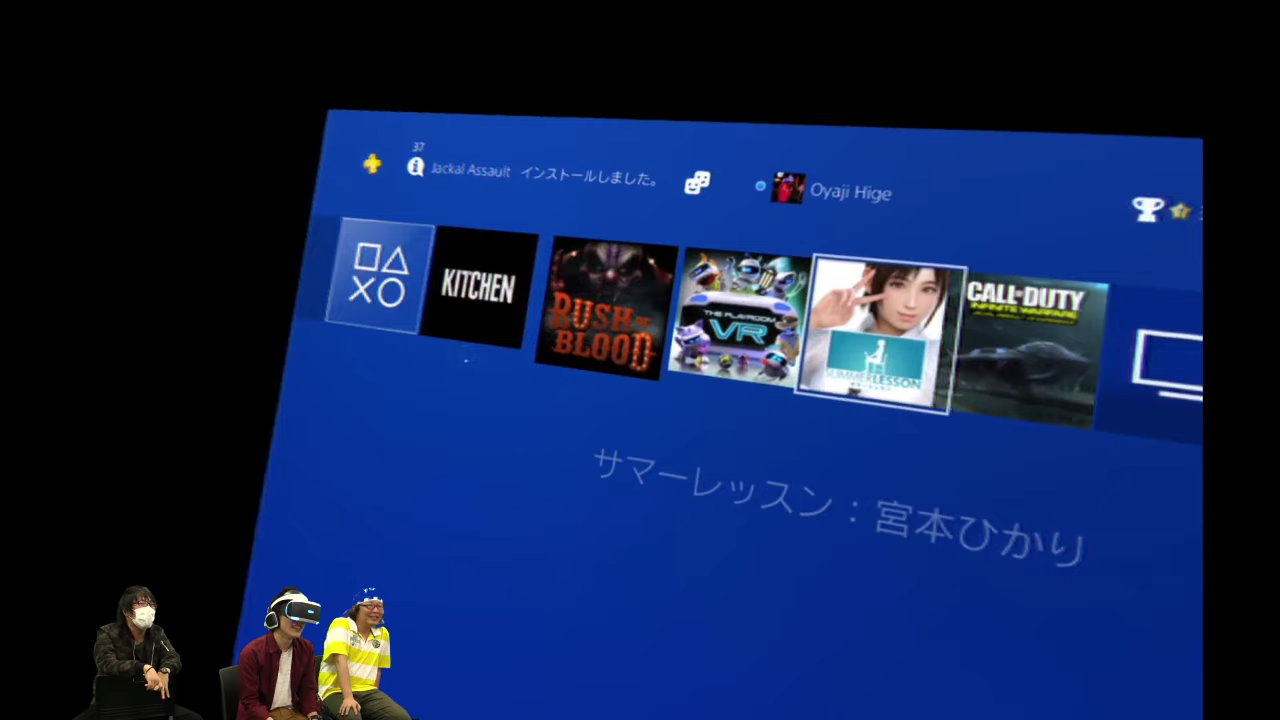 37
Jackal Assault インストールしました。
Oyaji Hige
KITCHEN
RUSH OF
BLOOD
THE PLAYROOM
VR
SUMMER LESSON
CALL OF DUTY
INFINITE WARFARE
サマーレッスン：宮本ひかり